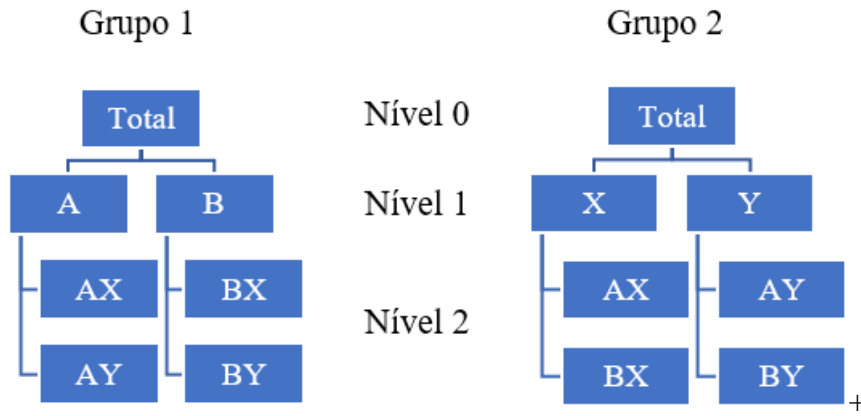 Grupo 1
Grupo 2
Total
Nível 0
Total
A
B
Nível 1
X
Y
AX
BX
AX
AY
Nível 2
AY
BY
BX
BY
+